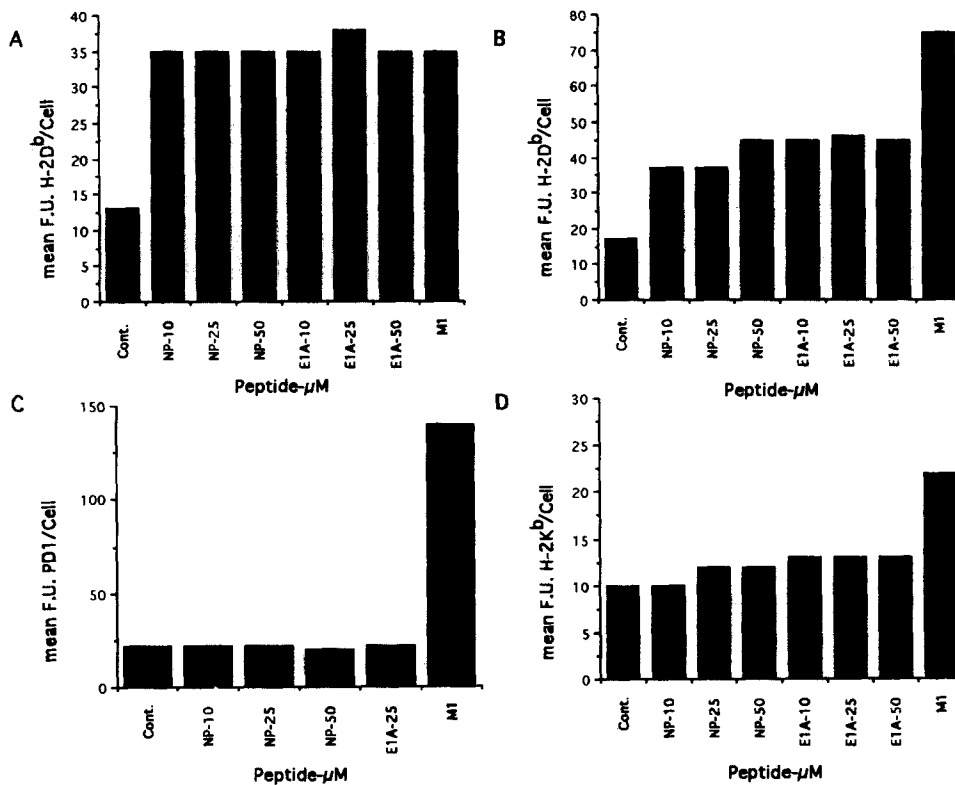 A
mean F.U. H-2Dᵇ/Cell
40
35
30
25
20
15
10
5
0
Cont.
NP-10
NP-25
NP-50
E1A-10
E1A-25
E1A-50
M1
Peptide-µM
B
mean F.U. H-2Dᵇ/Cell
80
70
60
50
40
30
20
10
0
Cont.
NP-10
NP-25
NP-50
E1A-10
E1A-25
E1A-50
M1
Peptide-µM
C
mean F.U. PD1/Cell
150
100
50
0
Cont.
NP-10
NP-25
NP-50
E1A-25
M1
Peptide-µM
D
mean F.U. H-2Kᵇ/Cell
30
25
20
15
10
5
0
Cont.
NP-10
NP-25
NP-50
E1A-10
E1A-25
E1A-50
M1
Peptide-µM